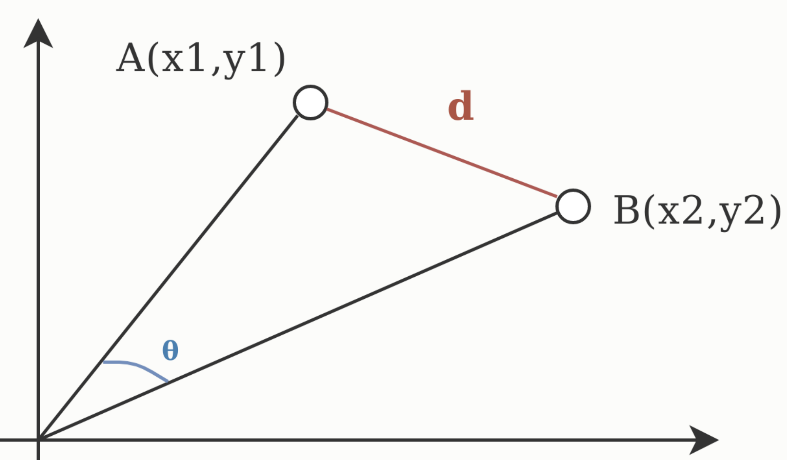 A(x1,y1)
d
B(x2,y2)
θ